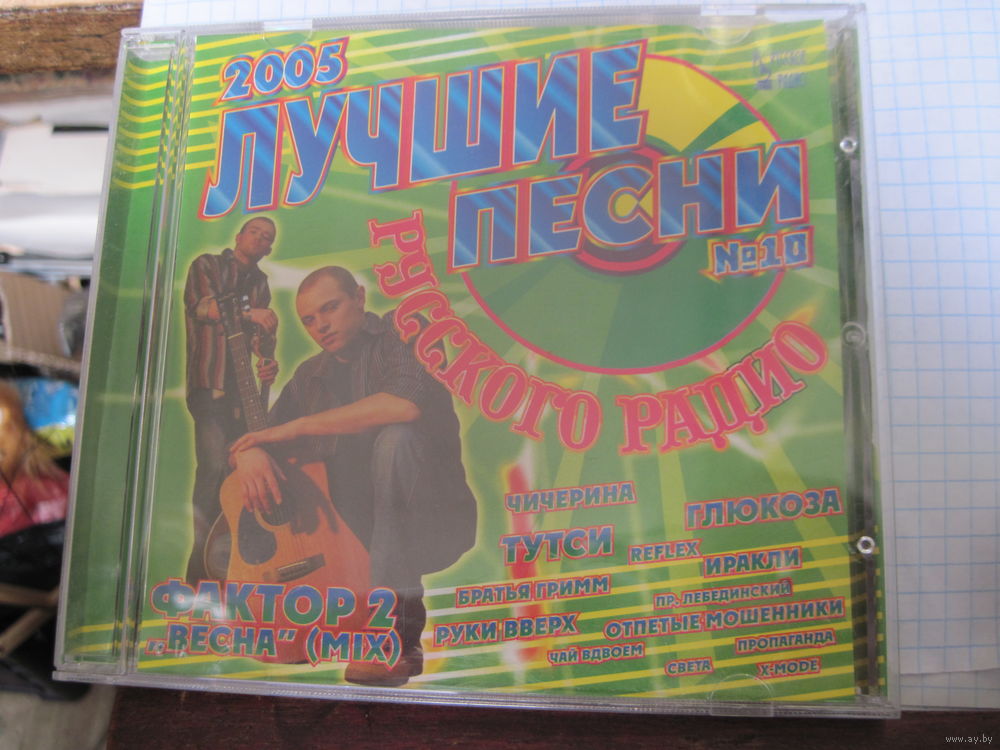 2005
ЛУЧШИЕ
ПЕСНИ
№10
РУССКОГО РАДИО
ЧИЧЕРИНА
ГЛЮКОЗА
ТУТСИ
REFLEX
ИРАКЛИ
БРАТЬЯ ГРИММ
ПР. ЛЕБЕДИНСКИЙ
РУКИ ВВЕРХ
ОТПЕТЫЕ МОШЕННИКИ
ЧАЙ ВДВОЕМ
ПРОПАГАНДА
СВЕТА
X-MODE
ФАКТОР 2
„ВЕСНА" (MIX)
www.ay.by